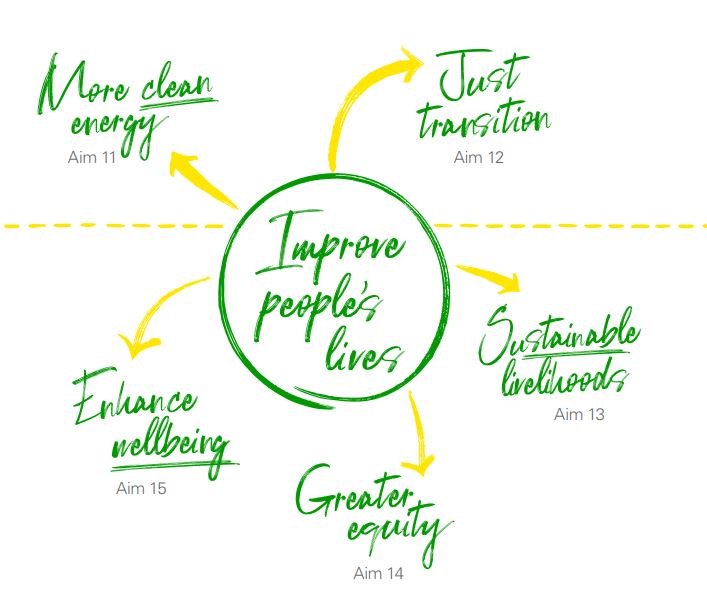 More clean
energy
Aim 11
Just
transition
Aim 12
Improve
people's
lives
Sustainable
livelihoods
Aim 13
Enhance
wellbeing
Aim 15
Greater
equity
Aim 14